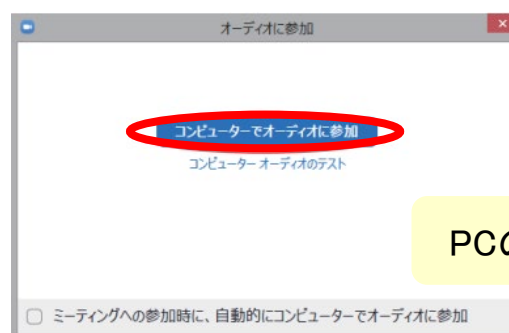 オーディオに参加
コンピューターでオーディオに参加
コンピューター オーディオのテスト
PCの
ミーティングへの参加時に、自動的にコンピューターでオーディオに参加